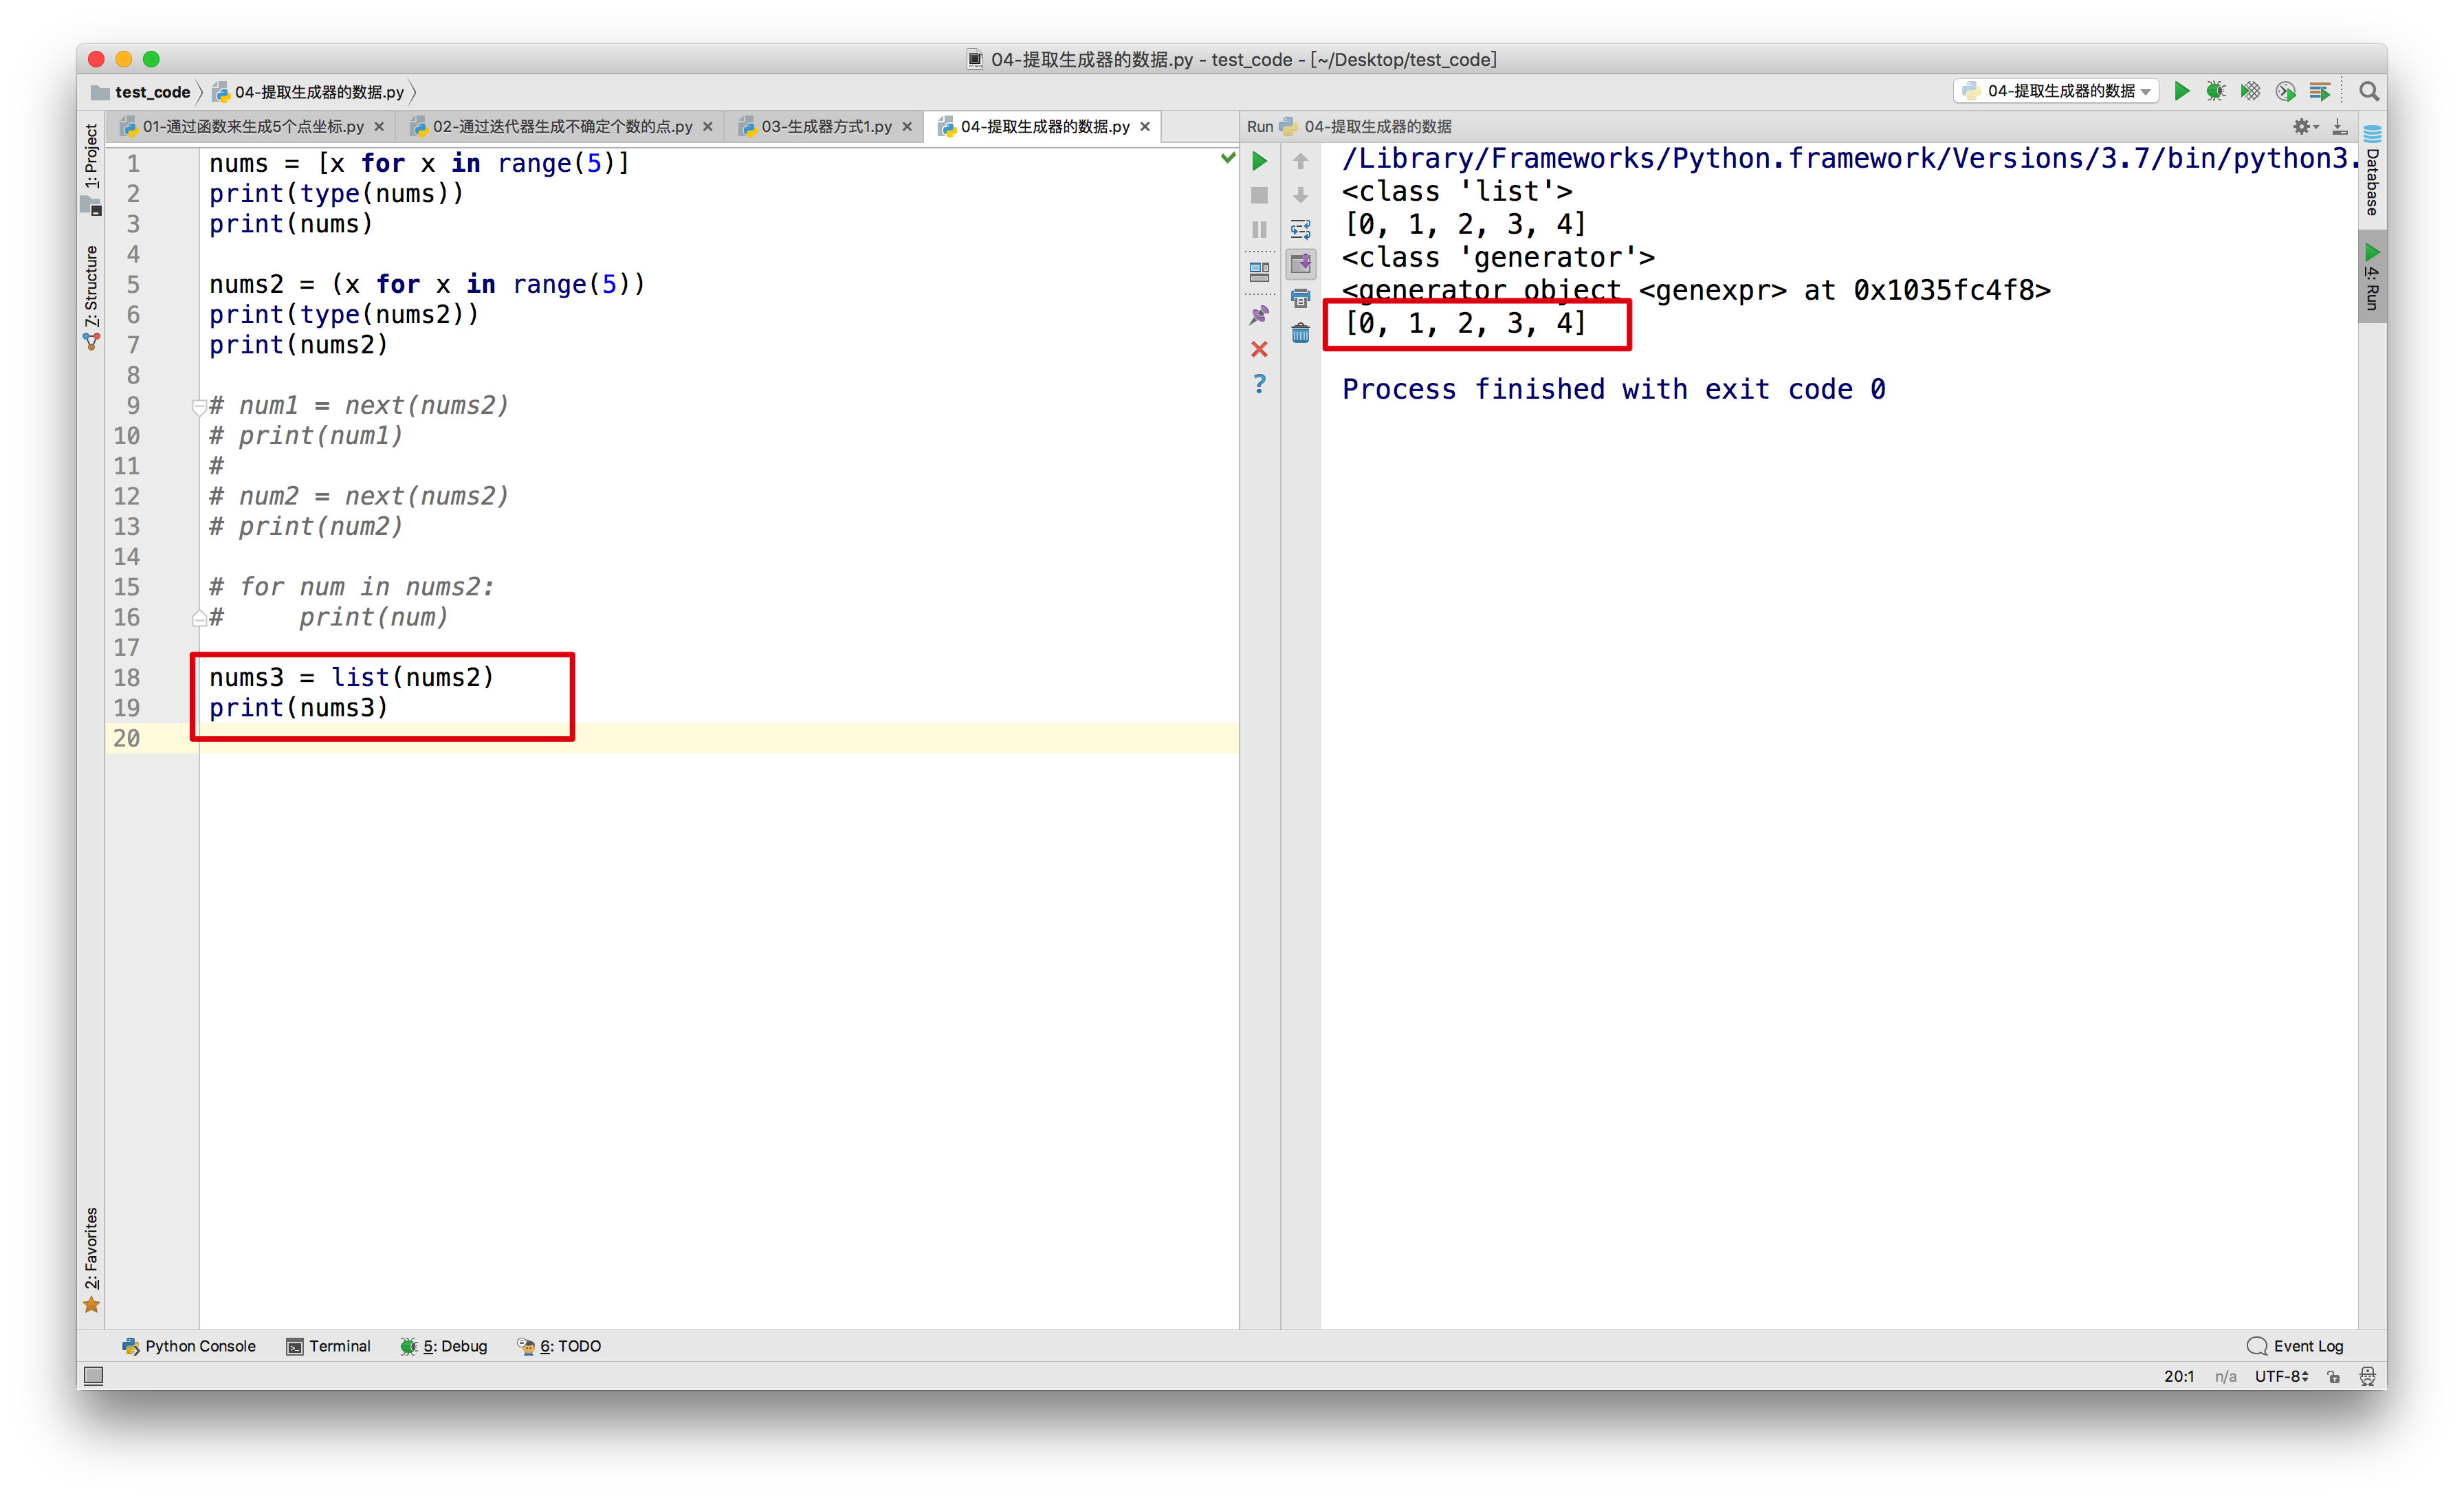 04-提取生成器的数据.py - test_code - [~/Desktop/test_code]
test_code
04-提取生成器的数据.py
04-提取生成器的数据
01-通过函数来生成5个点坐标.py
02-通过迭代器生成不确定个数的点.py
03-生成器方式1.py
04-提取生成器的数据.py
Run 04-提取生成器的数据
1: Project
7: Structure
2: Favorites
1 nums = [x for x in range(5)]
2 print(type(nums))
3 print(nums)
4
5 nums2 = (x for x in range(5))
6 print(type(nums2))
7 print(nums2)
8
9 # num1 = next(nums2)
10 # print(num1)
11 #
12 # num2 = next(nums2)
13 # print(num2)
14
15 # for num in nums2:
16 #     print(num)
17
18 nums3 = list(nums2)
19 print(nums3)
20
/Library/Frameworks/Python.framework/Versions/3.7/bin/python3.
<class 'list'>
[0, 1, 2, 3, 4]
<class 'generator'>
<generator object <genexpr> at 0x1035fc4f8>
[0, 1, 2, 3, 4]
Process finished with exit code 0
Database
4: Run
Python Console
Terminal
5: Debug
6: TODO
Event Log
20:1
n/a
UTF-8